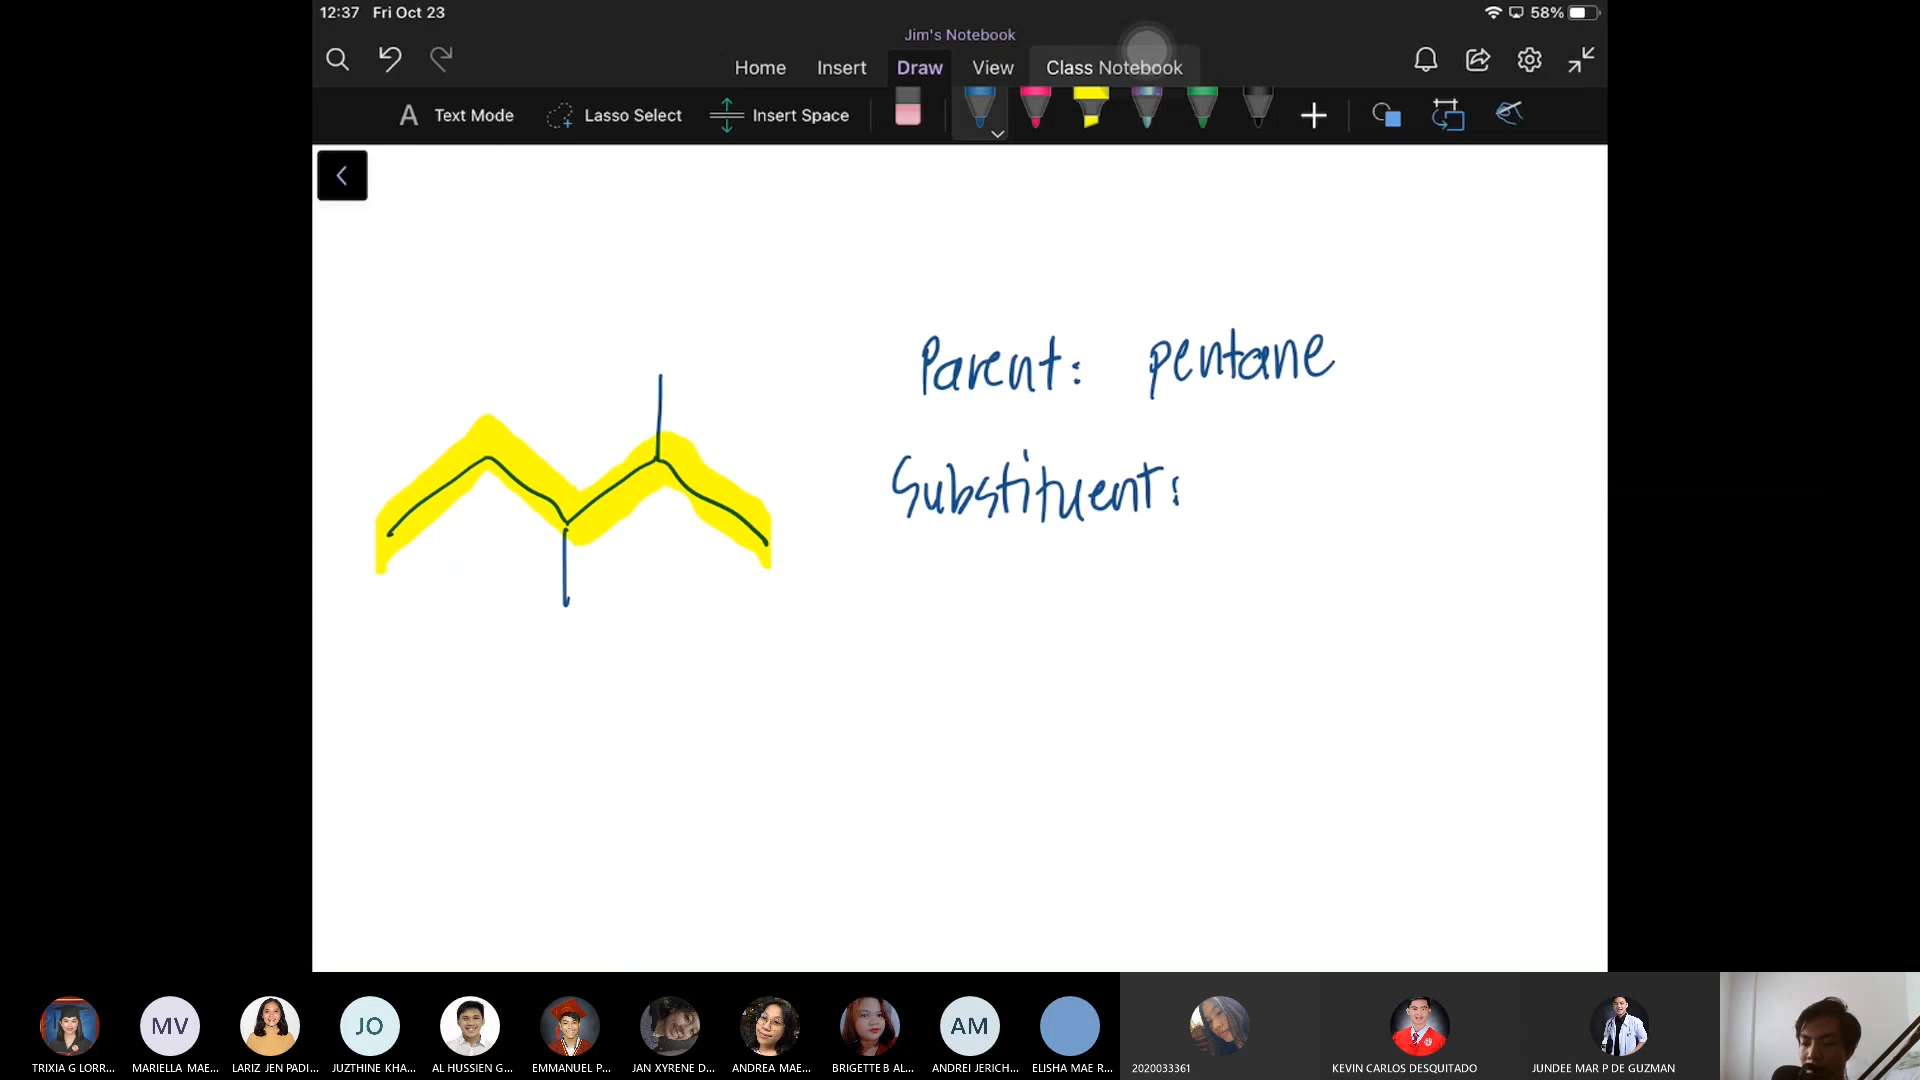 12:37 Fri Oct 23
58%
Jim's Notebook
Home Insert Draw View Class Notebook
A Text Mode Lasso Select Insert Space
Parent: pentane
Substituent:
MV JO AM
TRIXIA G LORR... MARIELLA MAE... LARIZ JEN PADI... JUZTHINE KHA... AL HUSSIEN G... EMMANUEL P... JAN XYRENE D... ANDREA MAE... BRIGETTE B AL... ANDREI JERICH... ELISHA MAE R... 2020033361 KEVIN CARLOS DESQUITADO JUNDEE MAR P DE GUZMAN